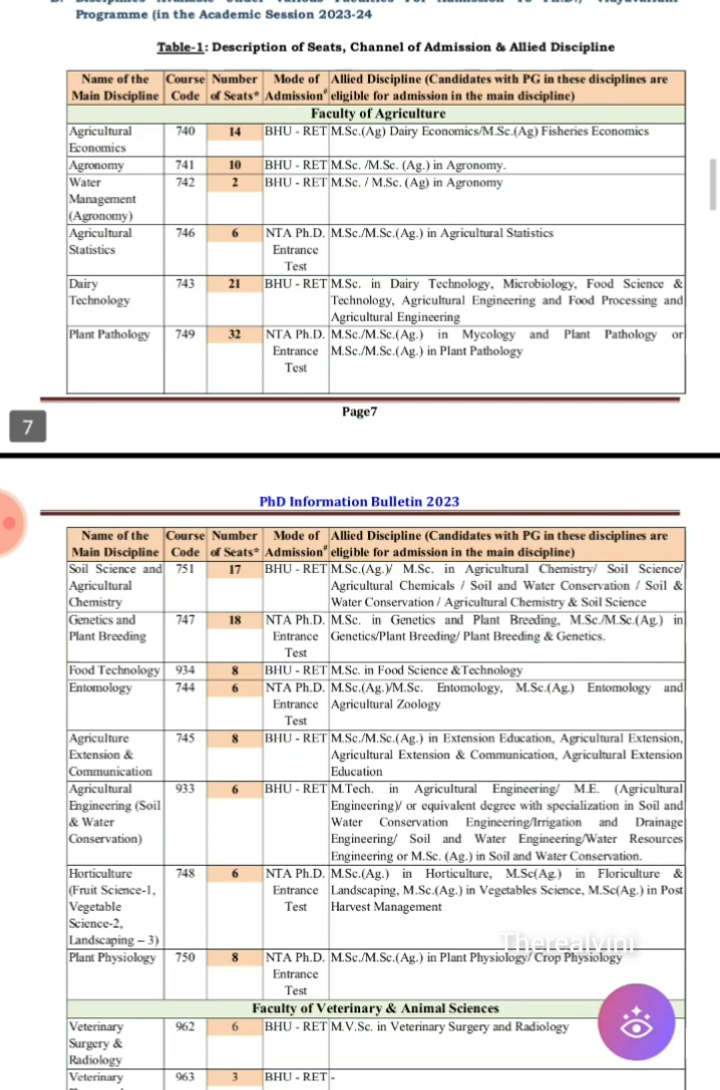 Programme (in the Academic Session 2023-24
Table-1: Description of Seats, Channel of Admission & Allied Discipline
Name of the Main Discipline Course Code Number of Seats* Mode of Admission# Allied Discipline (Candidates with PG in these disciplines are eligible for admission in the main discipline)
Faculty of Agriculture
Agricultural Economics 740 14 BHU - RET M.Sc.(Ag) Dairy Economics/M.Sc.(Ag) Fisheries Economics
Agronomy 741 10 BHU - RET M.Sc. /M.Sc. (Ag.) in Agronomy.
Water Management (Agronomy) 742 2 BHU - RET M.Sc. / M.Sc. (Ag) in Agronomy
Agricultural Statistics 746 6 NTA Ph.D. Entrance Test M.Sc./M.Sc.(Ag.) in Agricultural Statistics
Dairy Technology 743 21 BHU - RET M.Sc. in Dairy Technology, Microbiology, Food Science & Technology, Agricultural Engineering and Food Processing and Agricultural Engineering
Plant Pathology 749 32 NTA Ph.D. Entrance Test M.Sc./M.Sc.(Ag.) in Mycology and Plant Pathology or M.Sc./M.Sc.(Ag.) in Plant Pathology
Page7
7
PhD Information Bulletin 2023
Name of the Main Discipline Course Code Number of Seats* Mode of Admission# Allied Discipline (Candidates with PG in these disciplines are eligible for admission in the main discipline)
Soil Science and Agricultural Chemistry 751 17 BHU - RET M.Sc.(Ag.)/ M.Sc. in Agricultural Chemistry/ Soil Science/ Agricultural Chemicals / Soil and Water Conservation / Soil & Water Conservation / Agricultural Chemistry & Soil Science
Genetics and Plant Breeding 747 18 NTA Ph.D. Entrance Test M.Sc. in Genetics and Plant Breeding, M.Sc./M.Sc.(Ag.) in Genetics/Plant Breeding/ Plant Breeding & Genetics.
Food Technology 934 8 BHU - RET M.Sc. in Food Science &Technology
Entomology 744 6 NTA Ph.D. Entrance Test M.Sc.(Ag.)/M.Sc. Entomology, M.Sc.(Ag.) Entomology and Agricultural Zoology
Agriculture Extension & Communication 745 8 BHU - RET M.Sc./M.Sc.(Ag.) in Extension Education, Agricultural Extension, Agricultural Extension & Communication, Agricultural Extension Education
Agricultural Engineering (Soil & Water Conservation) 933 6 BHU - RET M.Tech. in Agricultural Engineering/ M.E. (Agricultural Engineering)/ or equivalent degree with specialization in Soil and Water Conservation Engineering/Irrigation and Drainage Engineering/ Soil and Water Engineering/Water Resources Engineering or M.Sc. (Ag.) in Soil and Water Conservation.
Horticulture (Fruit Science-1, Vegetable Science-2, Landscaping – 3) 748 6 NTA Ph.D. Entrance Test M.Sc.(Ag.) in Horticulture, M.Sc(Ag.) in Floriculture & Landscaping, M.Sc.(Ag.) in Vegetables Science, M.Sc(Ag.) in Post Harvest Management
Therealvini
Plant Physiology 750 8 NTA Ph.D. Entrance Test M.Sc./M.Sc.(Ag.) in Plant Physiology/ Crop Physiology
Faculty of Veterinary & Animal Sciences
Veterinary Surgery & Radiology 962 6 BHU - RET M.V.Sc. in Veterinary Surgery and Radiology
Veterinary 963 3 BHU - RET -